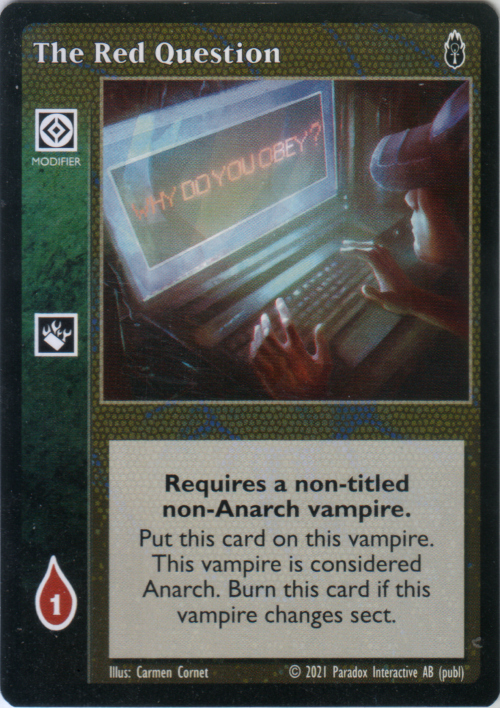 The Red Question
MODIFIER
WHY DO YOU OBEY?
Requires a non-titled
non-Anarch vampire.
Put this card on this vampire.
This vampire is considered
Anarch. Burn this card if this
vampire changes sect.
1
Illus: Carmen Cornet
© 2021 Paradox Interactive AB (publ)